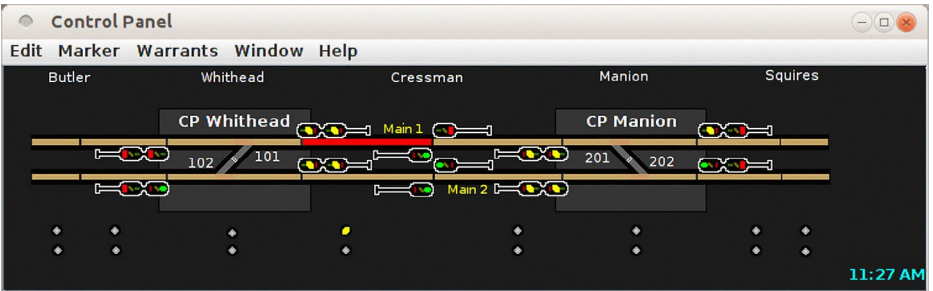 Control Panel
Edit Marker Warrants Window Help
Butler Whithead Cressman Manion Squires
CP Whithead Main 1 CP Manion
102 101 201 202
Main 2
11:27 AM